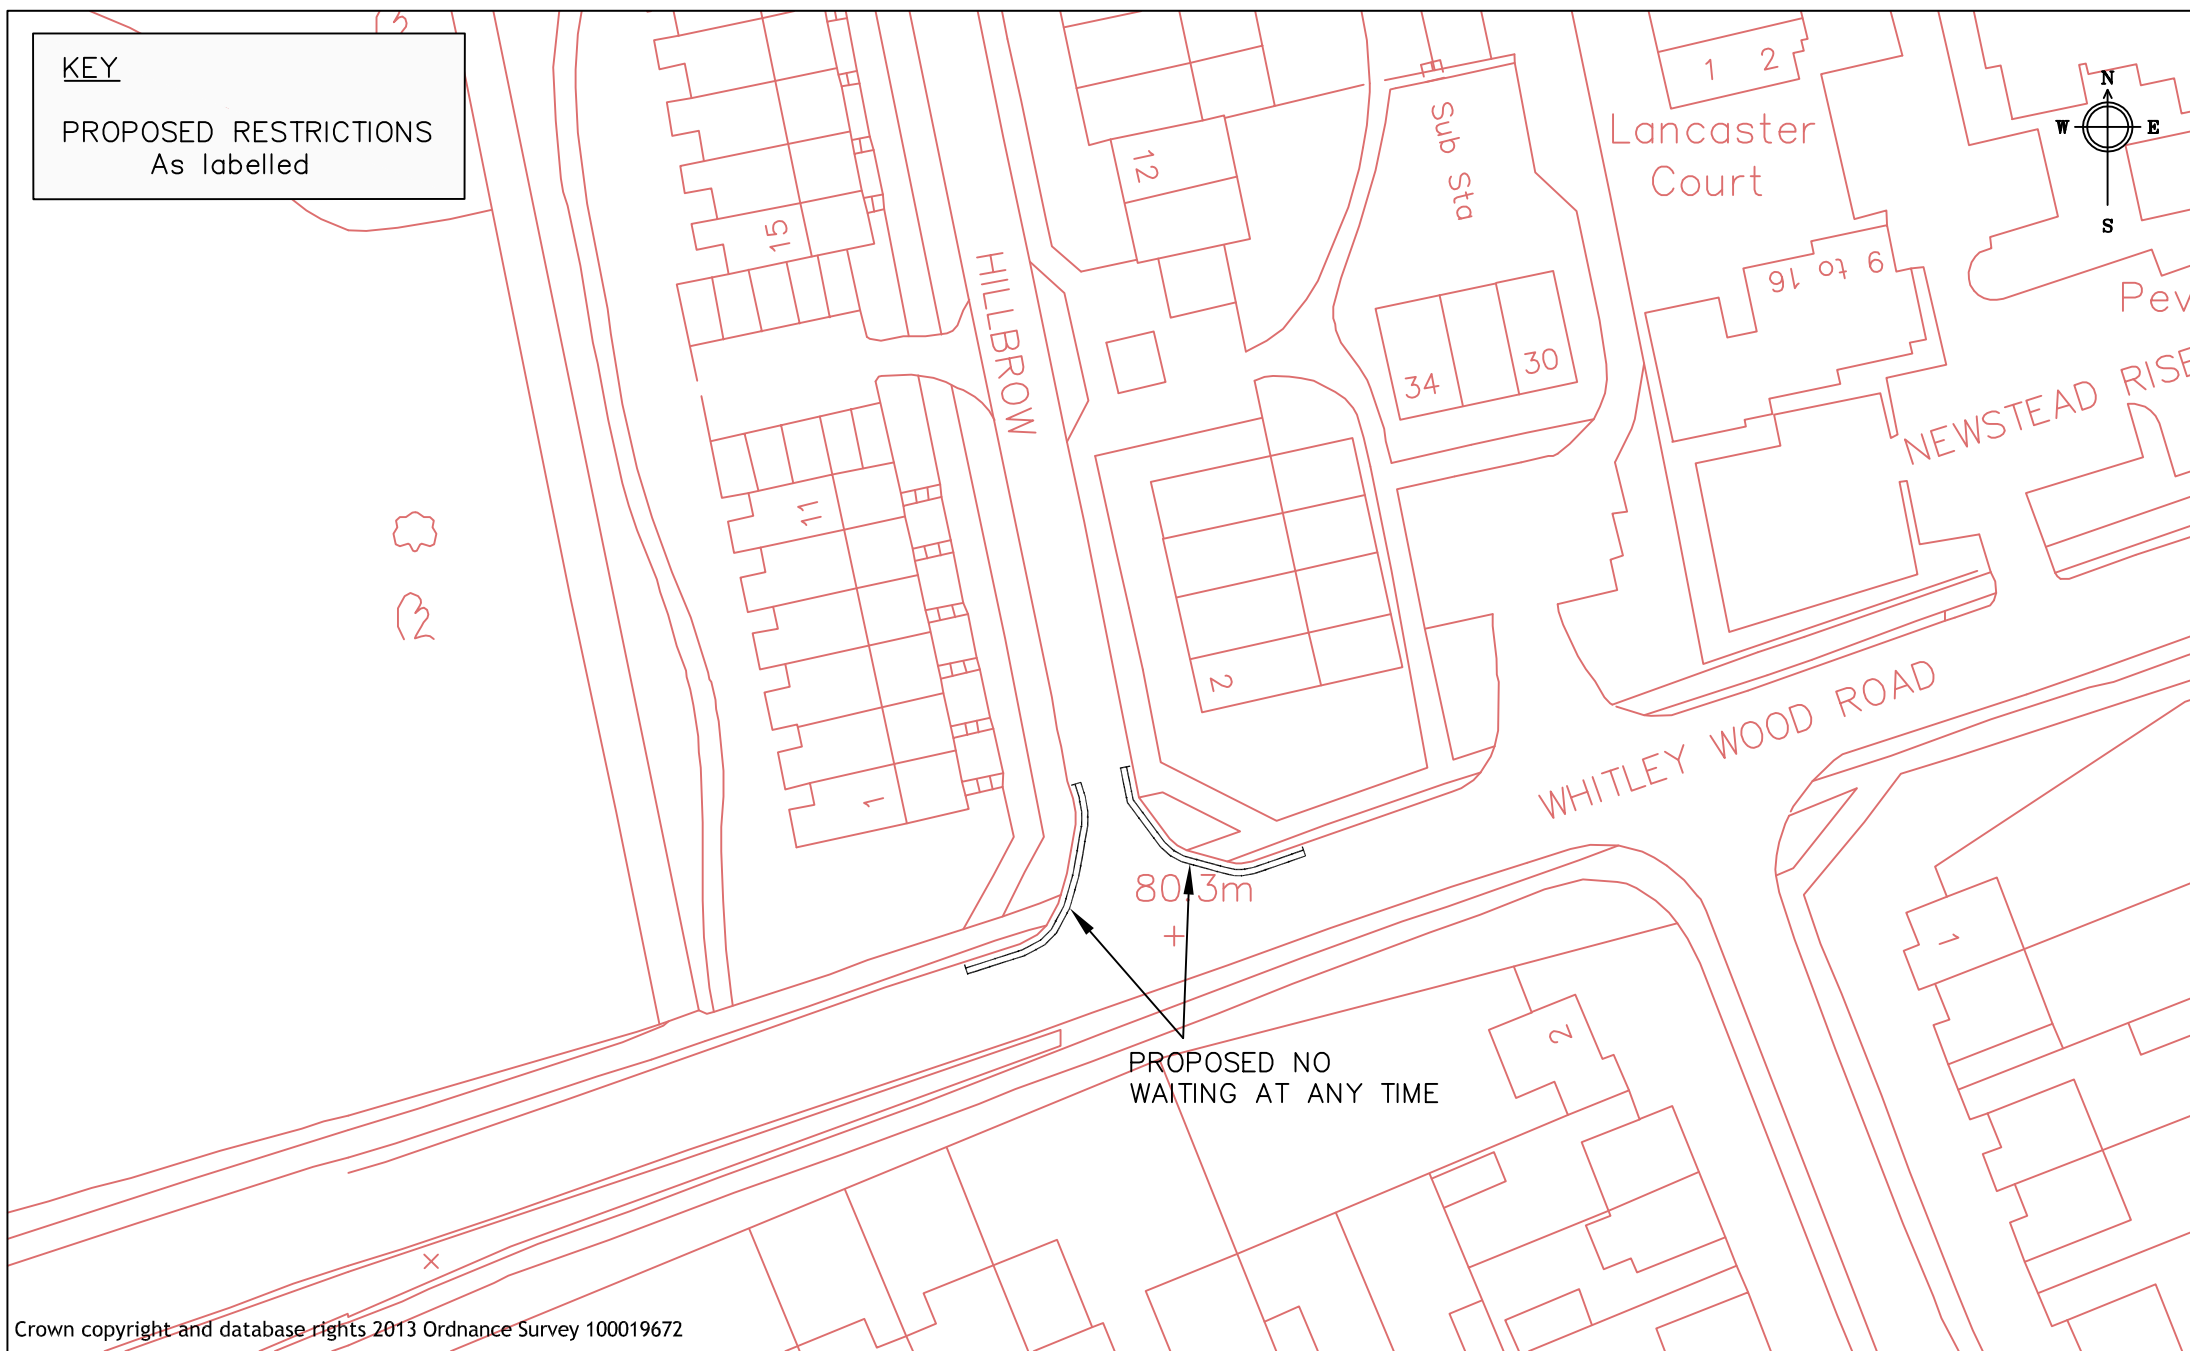 KEY
PROPOSED RESTRICTIONS
As labelled
N
W E
S
Lancaster
Court
1 2
9 to 16
Sub Sta
12
15
HILLBROW
34
30
Pev
NEWSTEAD RISE
11
2
1
WHITLEY WOOD ROAD
80.3m
1
2
PROPOSED NO
WAITING AT ANY TIME
Crown copyright and database rights 2013 Ordnance Survey 100019672